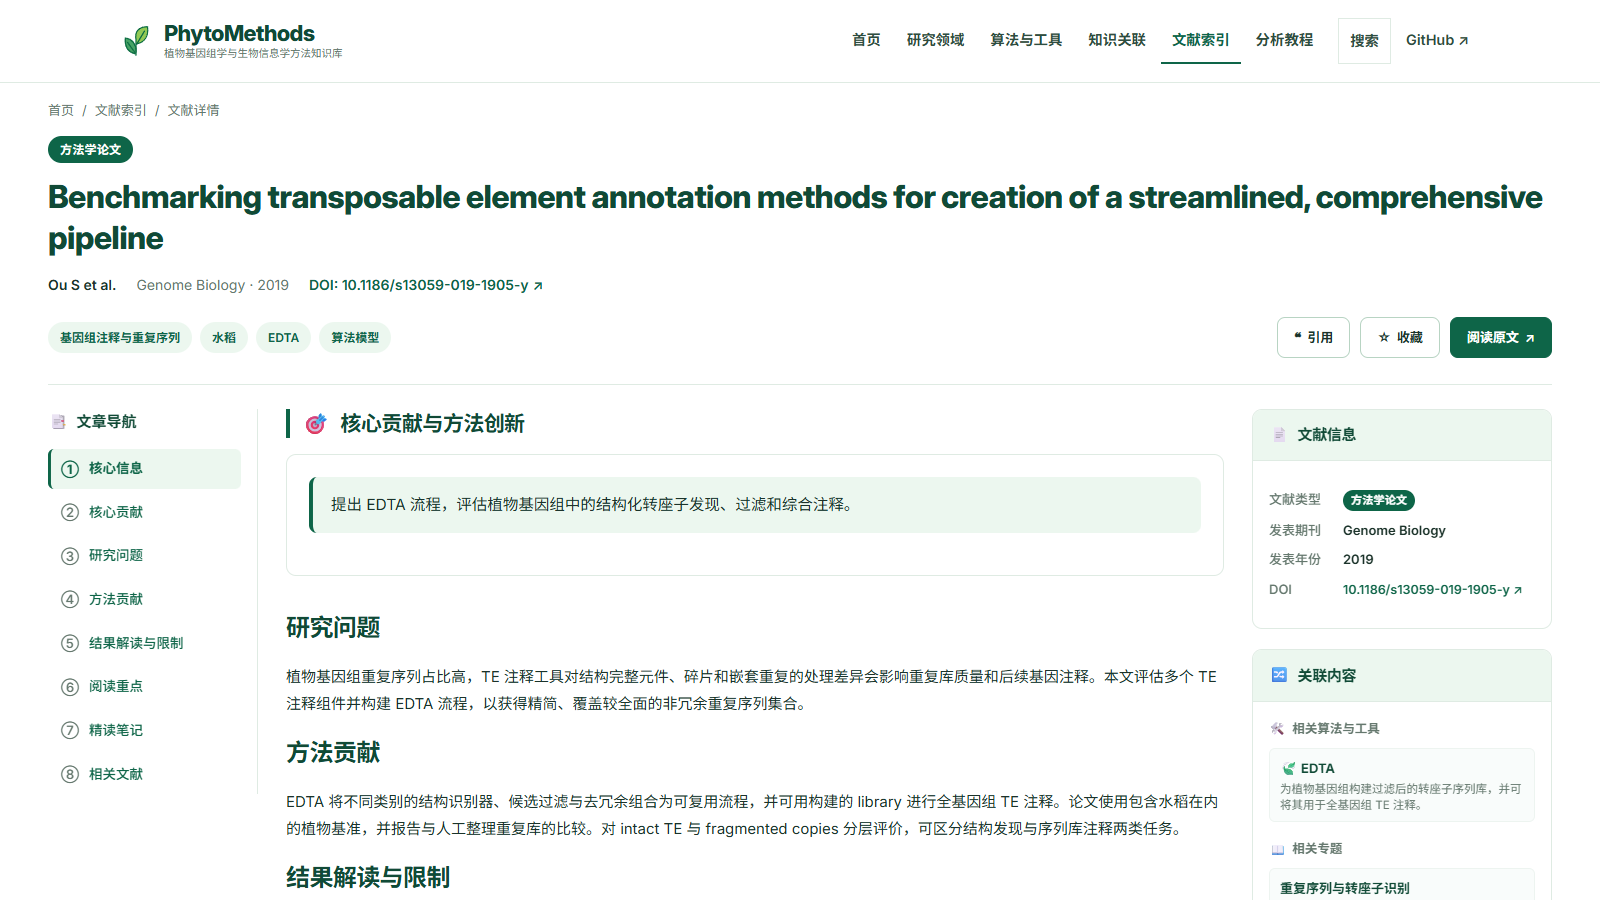 PhytoMethods
植物基因组学与生物信息学方法知识库
首页 研究领域 算法与工具 知识关联 文献索引 分析教程 搜索 GitHub ↗
首页 / 文献索引 / 文献详情
方法学论文
Benchmarking transposable element annotation methods for creation of a streamlined, comprehensive
pipeline
Ou S et al. Genome Biology · 2019 DOI: 10.1186/s13059-019-1905-y ↗
基因组注释与重复序列 水稻 EDTA 算法模型
❝ 引用 ☆ 收藏 阅读原文 ↗
文章导航
① 核心信息
② 核心贡献
③ 研究问题
④ 方法贡献
⑤ 结果解读与限制
⑥ 阅读重点
⑦ 精读笔记
⑧ 相关文献
核心贡献与方法创新
提出 EDTA 流程，评估植物基因组中的结构化转座子发现、过滤和综合注释。
研究问题
植物基因组重复序列占比高，TE 注释工具对结构完整元件、碎片和嵌套重复的处理差异会影响重复库质量和后续基因注释。本文评估多个 TE
注释组件并构建 EDTA 流程，以获得精简、覆盖较全面的非冗余重复序列集合。
方法贡献
EDTA 将不同类别的结构识别器、候选过滤与去冗余组合为可复用流程，并可用构建的 library 进行全基因组 TE 注释。论文使用包含水稻在内
的植物基准，并报告与人工整理重复库的比较。对 intact TE 与 fragmented copies 分层评价，可区分结构发现与序列库注释两类任务。
结果解读与限制
文献信息
文献类型 方法学论文
发表期刊 Genome Biology
发表年份 2019
DOI 10.1186/s13059-019-1905-y ↗
关联内容
相关算法与工具
EDTA
为植物基因组构建过滤后的转座子序列库，并可
将其用于全基因组 TE 注释。
相关专题
重复序列与转座子识别